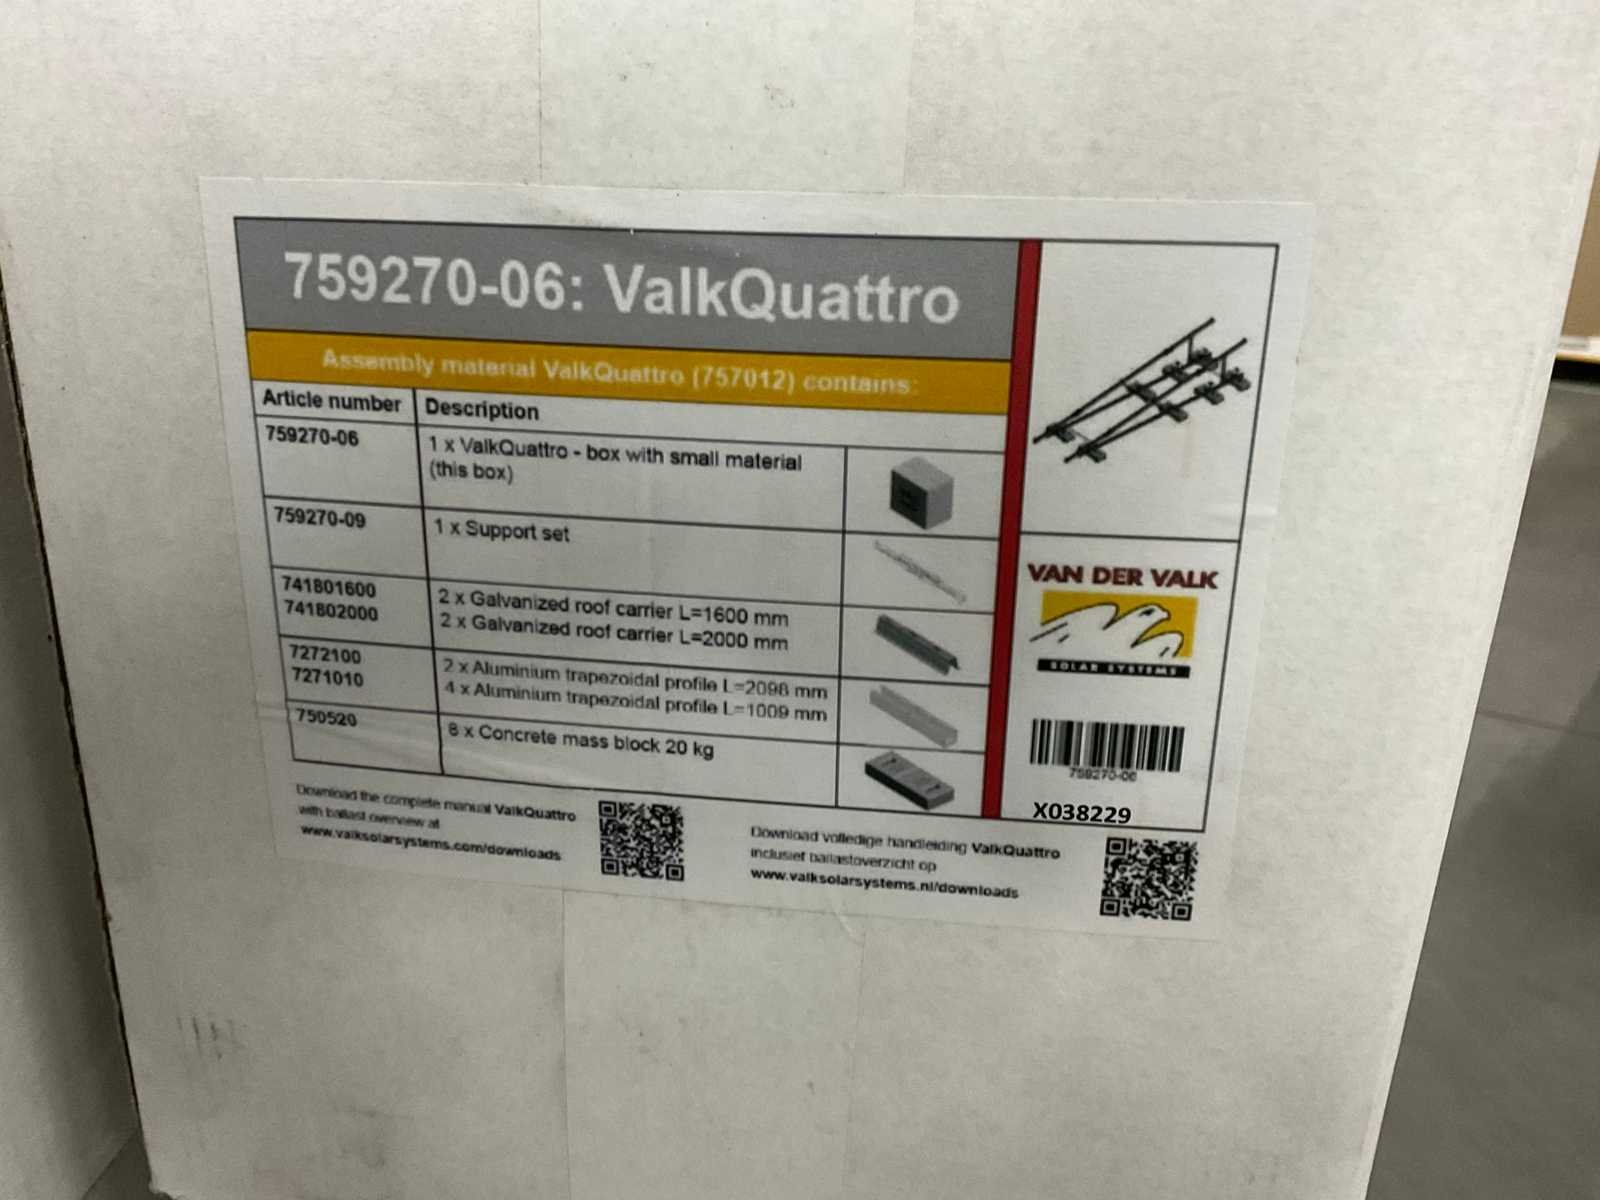 759270-06: ValkQuattro
Assembly material ValkQuattro (757012) contains:
Article number Description
759270-06 1 x ValkQuattro - box with small material
(this box)
759270-09 1 x Support set
741801600 2 x Galvanized roof carrier L=1600 mm
741802000 2 x Galvanized roof carrier L=2000 mm
7272100 2 x Aluminium trapezoidal profile L=2098 mm
7271010 4 x Aluminium trapezoidal profile L=1009 mm
750520 8 x Concrete mass block 20 kg
VAN DER VALK
SOLAR SYSTEMS
759270-06
X038229
Download the complete manual ValkQuattro
with ballast overview at
www.valksolarsystems.com/downloads
Download volledige handleiding ValkQuattro
inclusief ballastoverzicht op
www.valksolarsystems.nl/downloads